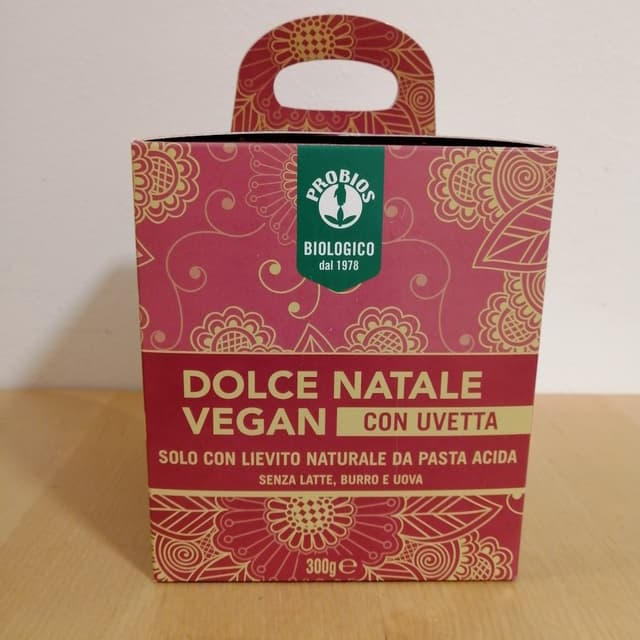 PROBIOS
BIOLOGICO
dal 1978
DOLCE NATALE
VEGAN CON UVETTA
SOLO CON LIEVITO NATURALE DA PASTA ACIDA
SENZA LATTE, BURRO E UOVA
300g ℮